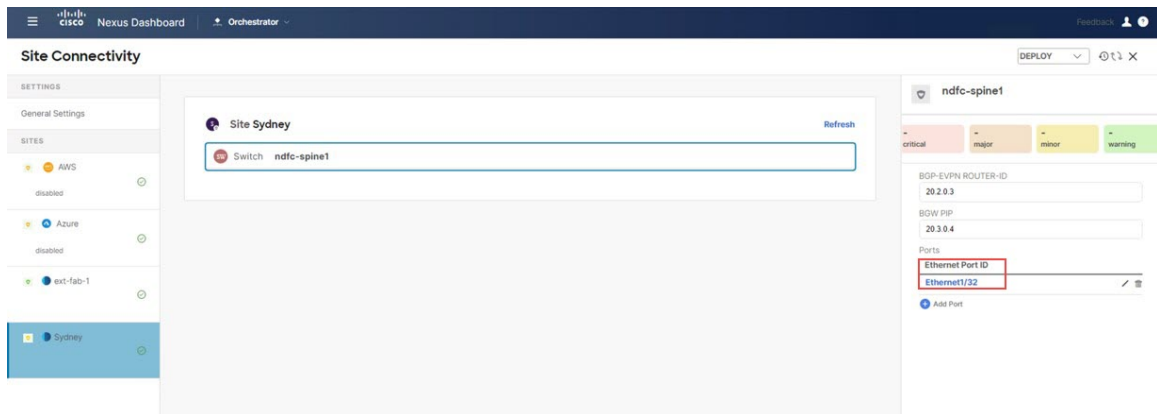 cisco Nexus Dashboard Orchestrator Feedback
Site Connectivity DEPLOY
SETTINGS
General Settings
SITES
AWS
disabled
Azure
disabled
ext-fab-1
Sydney
Site Sydney Refresh
SW Switch ndfc-spine1
ndfc-spine1
- - - -
critical major minor warning
BGP-EVPN ROUTER-ID
20.2.0.3
BGW PIP
20.3.0.4
Ports
Ethernet Port ID
Ethernet1/32
Add Port